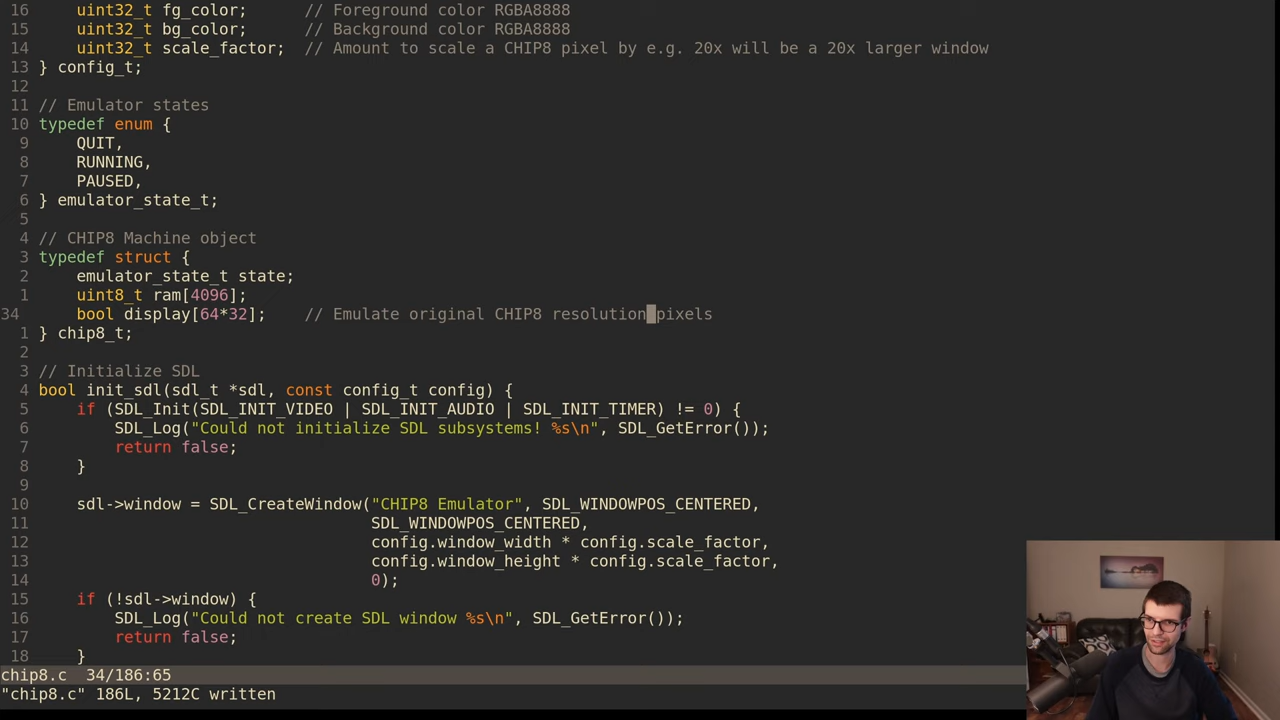 16     uint32_t fg_color;      // Foreground color RGBA8888
15     uint32_t bg_color;      // Background color RGBA8888
14     uint32_t scale_factor;  // Amount to scale a CHIP8 pixel by e.g. 20x will be a 20x larger window
13 } config_t;
12
11 // Emulator states
10 typedef enum {
9     QUIT,
8     RUNNING,
7     PAUSED,
6 } emulator_state_t;
5
4 // CHIP8 Machine object
3 typedef struct {
2     emulator_state_t state;
1     uint8_t ram[4096];
34     bool display[64*32];    // Emulate original CHIP8 resolution pixels
1 } chip8_t;
2
3 // Initialize SDL
4 bool init_sdl(sdl_t *sdl, const config_t config) {
5     if (SDL_Init(SDL_INIT_VIDEO | SDL_INIT_AUDIO | SDL_INIT_TIMER) != 0) {
6         SDL_Log("Could not initialize SDL subsystems! %s\n", SDL_GetError());
7         return false;
8     }
9
10     sdl->window = SDL_CreateWindow("CHIP8 Emulator", SDL_WINDOWPOS_CENTERED,
11                                    SDL_WINDOWPOS_CENTERED,
12                                    config.window_width * config.scale_factor,
13                                    config.window_height * config.scale_factor,
14                                    0);
15     if (!sdl->window) {
16         SDL_Log("Could not create SDL window %s\n", SDL_GetError());
17         return false;
18     }
chip8.c  34/186:65
"chip8.c" 186L, 5212C written